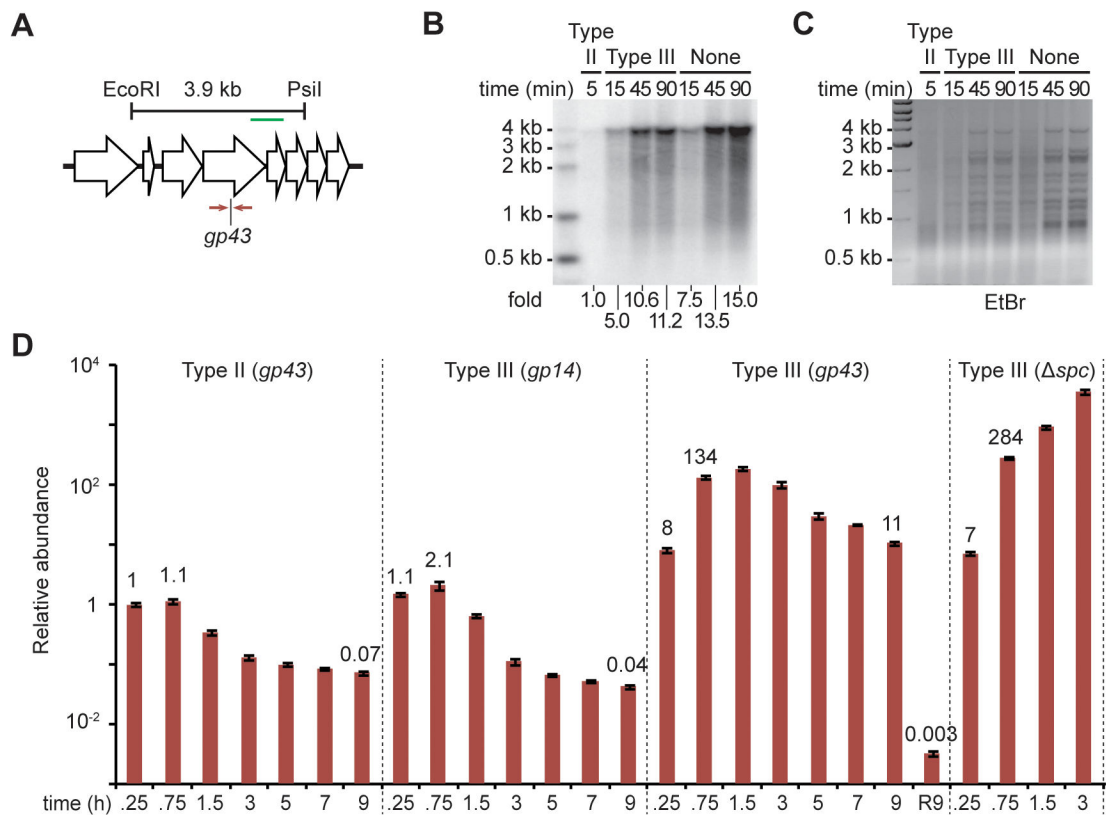 A
EcoRI 3.9 kb PsiI
gp43
B
Type
II Type III None
time (min) 5 15 45 90 15 45 90
4 kb
3 kb
2 kb
1 kb
0.5 kb
fold 1.0 10.6 7.5 15.0
5.0 11.2 13.5
C
Type
II Type III None
time (min) 5 15 45 90 15 45 90
4 kb
3 kb
2 kb
1 kb
0.5 kb
EtBr
D
Relative abundance
104
102
1
10-2
Type II (gp43) Type III (gp14) Type III (gp43) Type III (Δspc)
1 1.1 0.07 1.1 2.1 0.04 8 134 11 0.003 7 284
time (h) .25 .75 1.5 3 5 7 9 .25 .75 1.5 3 5 7 9 .25 .75 1.5 3 5 7 9 R9 .25 .75 1.5 3